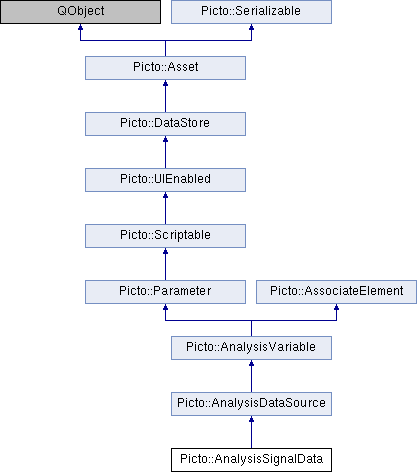 QObject
Picto::Serializable
Picto::Asset
Picto::DataStore
Picto::UIEnabled
Picto::Scriptable
Picto::Parameter
Picto::AssociateElement
Picto::AnalysisVariable
Picto::AnalysisDataSource
Picto::AnalysisSignalData